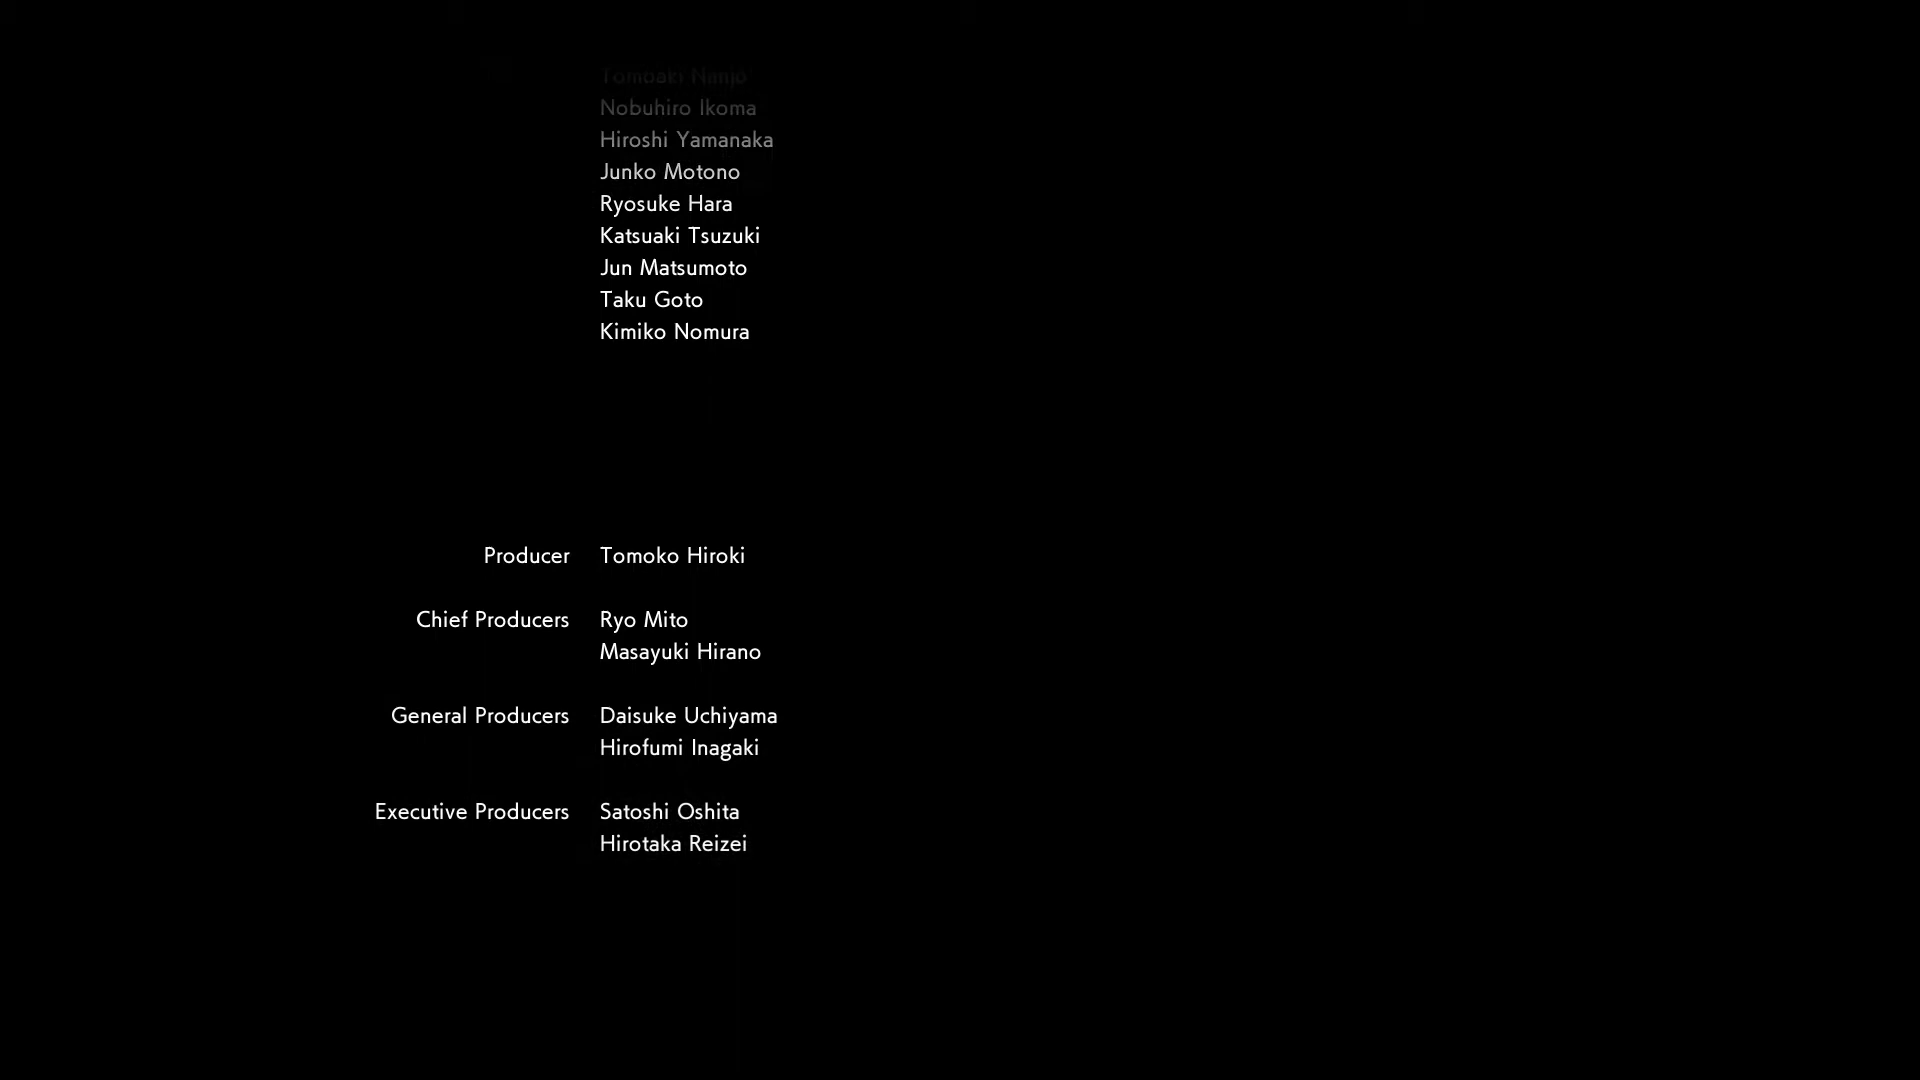 Nobuhiro Ikoma
Hiroshi Yamanaka
Junko Motono
Ryosuke Hara
Katsuaki Tsuzuki
Jun Matsumoto
Taku Goto
Kimiko Nomura
Producer Tomoko Hiroki
Chief Producers Ryo Mito
Masayuki Hirano
General Producers Daisuke Uchiyama
Hirofumi Inagaki
Executive Producers Satoshi Oshita
Hirotaka Reizei